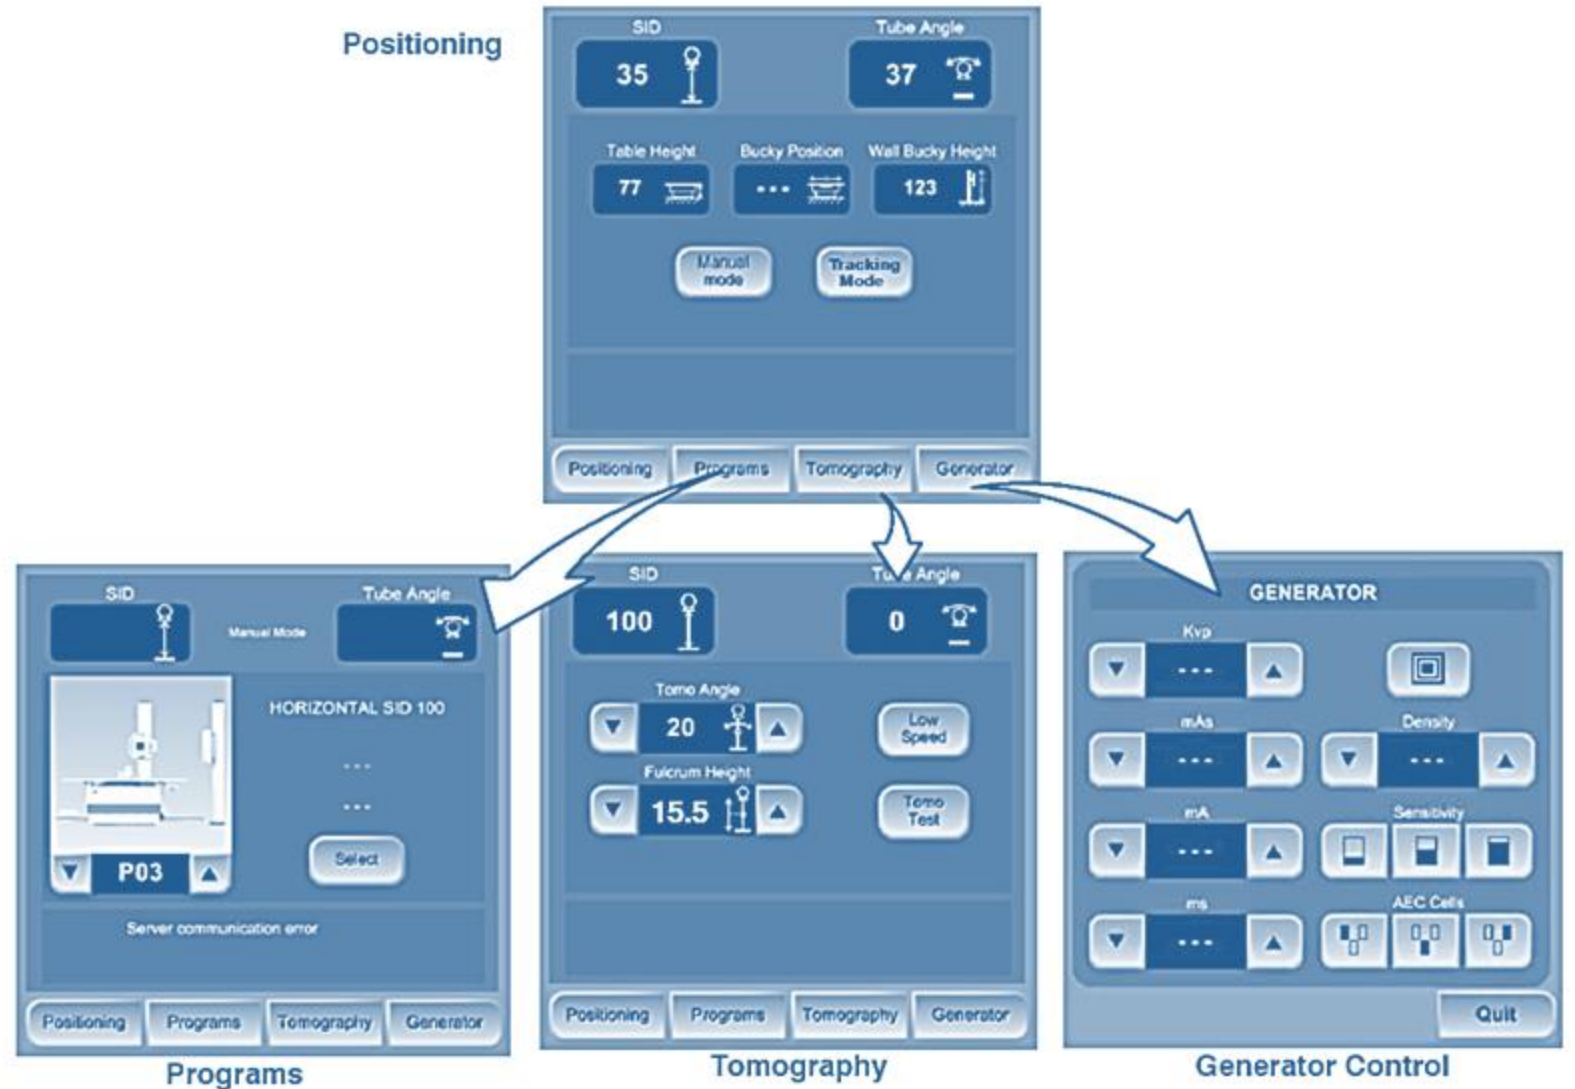 Positioning
SID
Tube Angle
35
37
Table Height
Bucky Position
Wall Bucky Height
77
---
123
Manual
mode
Tracking
Mode
Positioning
Programs
Tomography
Generator
SID
Tube Angle
Manual Mode
HORIZONTAL SID 100
---
---
Select
P03
Server communication error
Positioning
Programs
Tomography
Generator
Programs
SID
Tube Angle
100
0
Tomo Angle
20
Low
Speed
Fulcrum Height
15.5
Tomo
Test
Positioning
Programs
Tomography
Generator
Tomography
GENERATOR
Kvp
---
mAs
---
Density
---
mA
---
Sensitivity
ms
---
AEC Cells
Quit
Generator Control